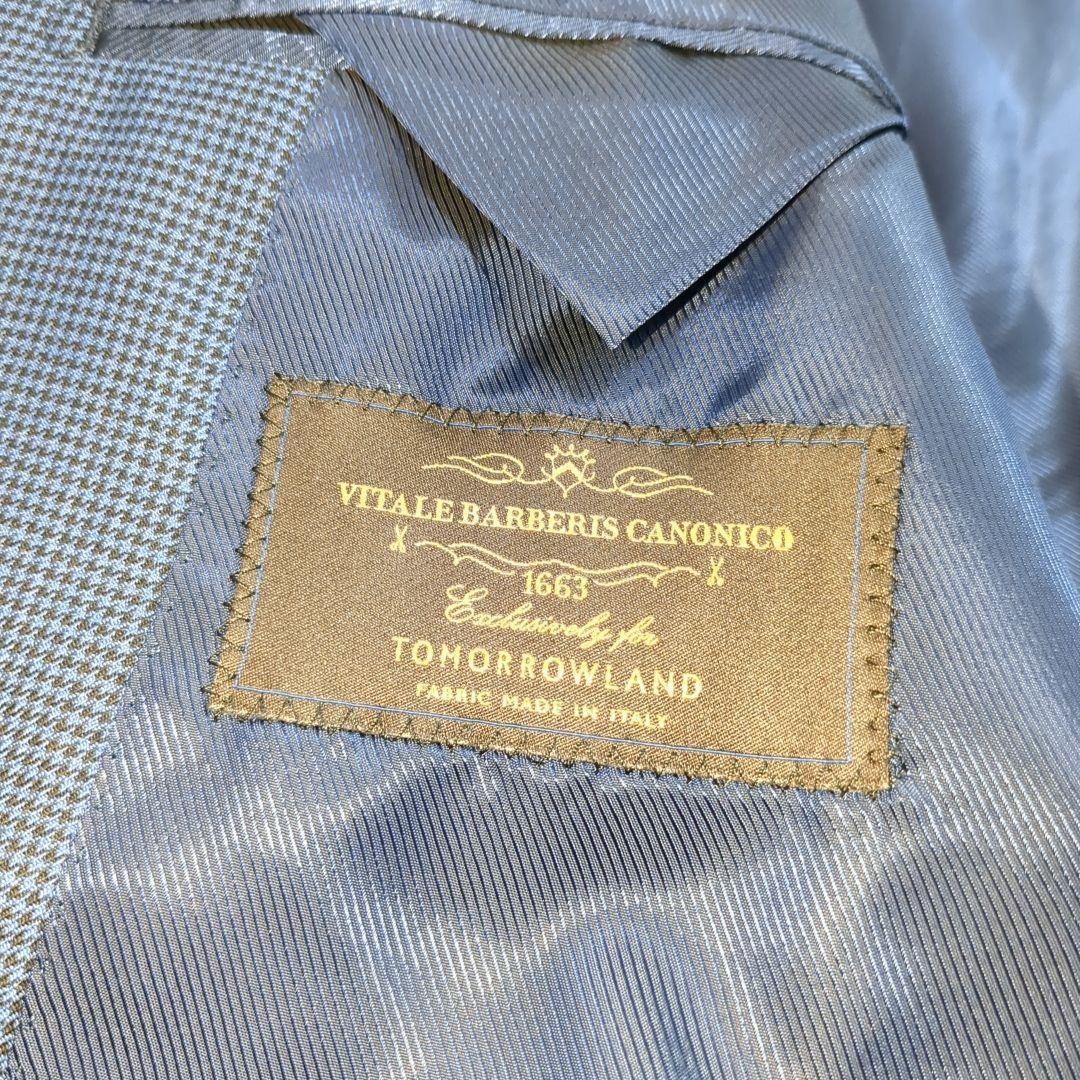 VITALE BARBERIS CANONICO
1663
Exclusively for
TOMORROWLAND
FABRIC MADE IN ITALY